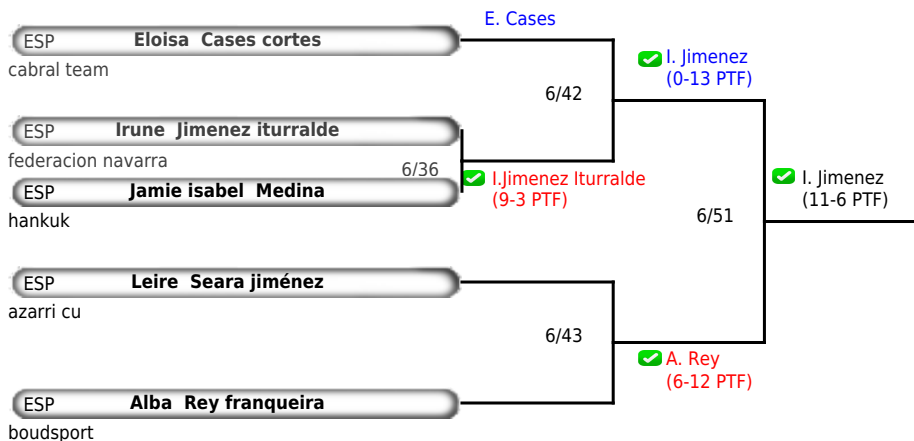 E. Cases
ESP Eloisa Cases cortes
cabral team
I. Jimenez
(0-13 PTF)
6/42
ESP Irune Jimenez iturralde
federacion navarra
6/36
I.Jimenez Iturralde
(9-3 PTF)
ESP Jamie isabel Medina
hankuk
I. Jimenez
(11-6 PTF)
6/51
ESP Leire Seara jiménez
azarri cu
6/43
A. Rey
(6-12 PTF)
ESP Alba Rey franqueira
boudsport